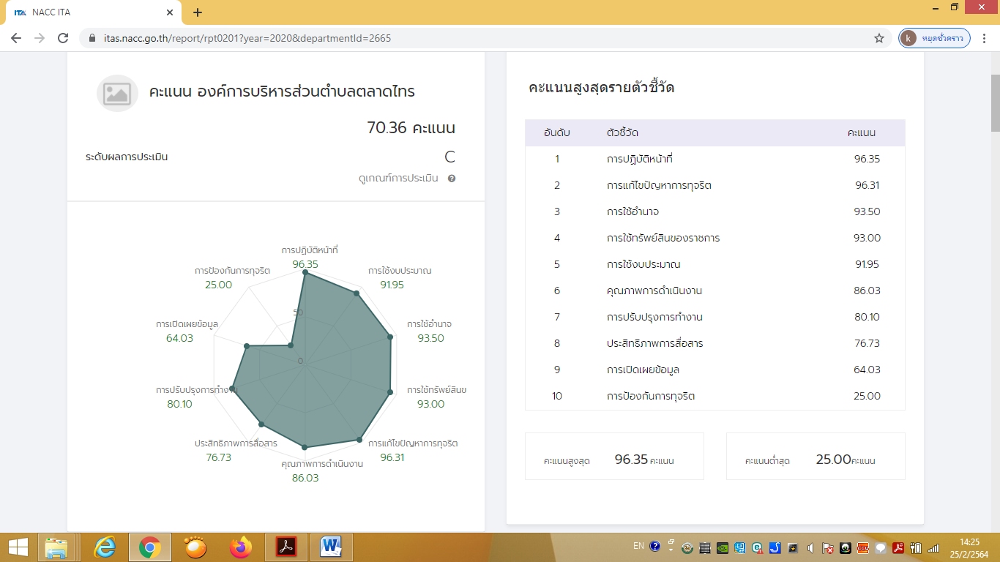 NACC ITA
itas.nacc.go.th/report/rpt0201?year=2020&departmentId=2665
k หยุดชั่วคราว
คะแนน องค์การบริหารส่วนตำบลตลาดไทร
70.36 คะแนน
ระดับผลการประเมิน
C
ดูเกณฑ์การประเมิน
การปฏิบัติหน้าที่
96.35
การป้องกันการทุจริต
25.00
การใช้งบประมาณ
91.95
50
การเปิดเผยข้อมูล
64.03
การใช้อำนาจ
93.50
0
การปรับปรุงการทำงาน
80.10
การใช้ทรัพย์สินข
93.00
ประสิทธิภาพการสื่อสาร
76.73
การแก้ไขปัญหาการทุจริต
96.31
คุณภาพการดำเนินงาน
86.03
คะแนนสูงสุดรายตัวชี้วัด
อันดับ ตัวชี้วัด คะแนน
1 การปฏิบัติหน้าที่ 96.35
2 การแก้ไขปัญหาการทุจริต 96.31
3 การใช้อำนาจ 93.50
4 การใช้ทรัพย์สินของราชการ 93.00
5 การใช้งบประมาณ 91.95
6 คุณภาพการดำเนินงาน 86.03
7 การปรับปรุงการทำงาน 80.10
8 ประสิทธิภาพการสื่อสาร 76.73
9 การเปิดเผยข้อมูล 64.03
10 การป้องกันการทุจริต 25.00
คะแนนสูงสุด 96.35 คะแนน
คะแนนต่ำสุด 25.00 คะแนน
EN
14:25
25/2/2564